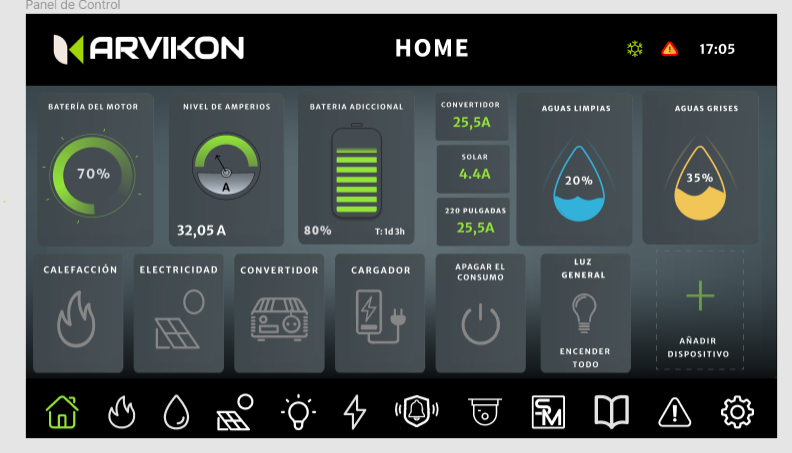 Panel de Control
ARVIKON
HOME
17:05
BATERÍA DEL MOTOR
70%
NIVEL DE AMPERIOS
A
32,05 A
BATERIA ADICCIONAL
80%
T: 1d 3h
CONVERTIDOR
25,5A
SOLAR
4.4A
220 PULGADAS
25,5A
AGUAS LIMPIAS
20%
AGUAS GRISES
35%
CALEFACCIÓN
ELECTRICIDAD
CONVERTIDOR
CARGADOR
APAGAR EL
CONSUMO
LUZ
GENERAL
ENCENDER
TODO
AÑADIR
DISPOSITIVO
SM